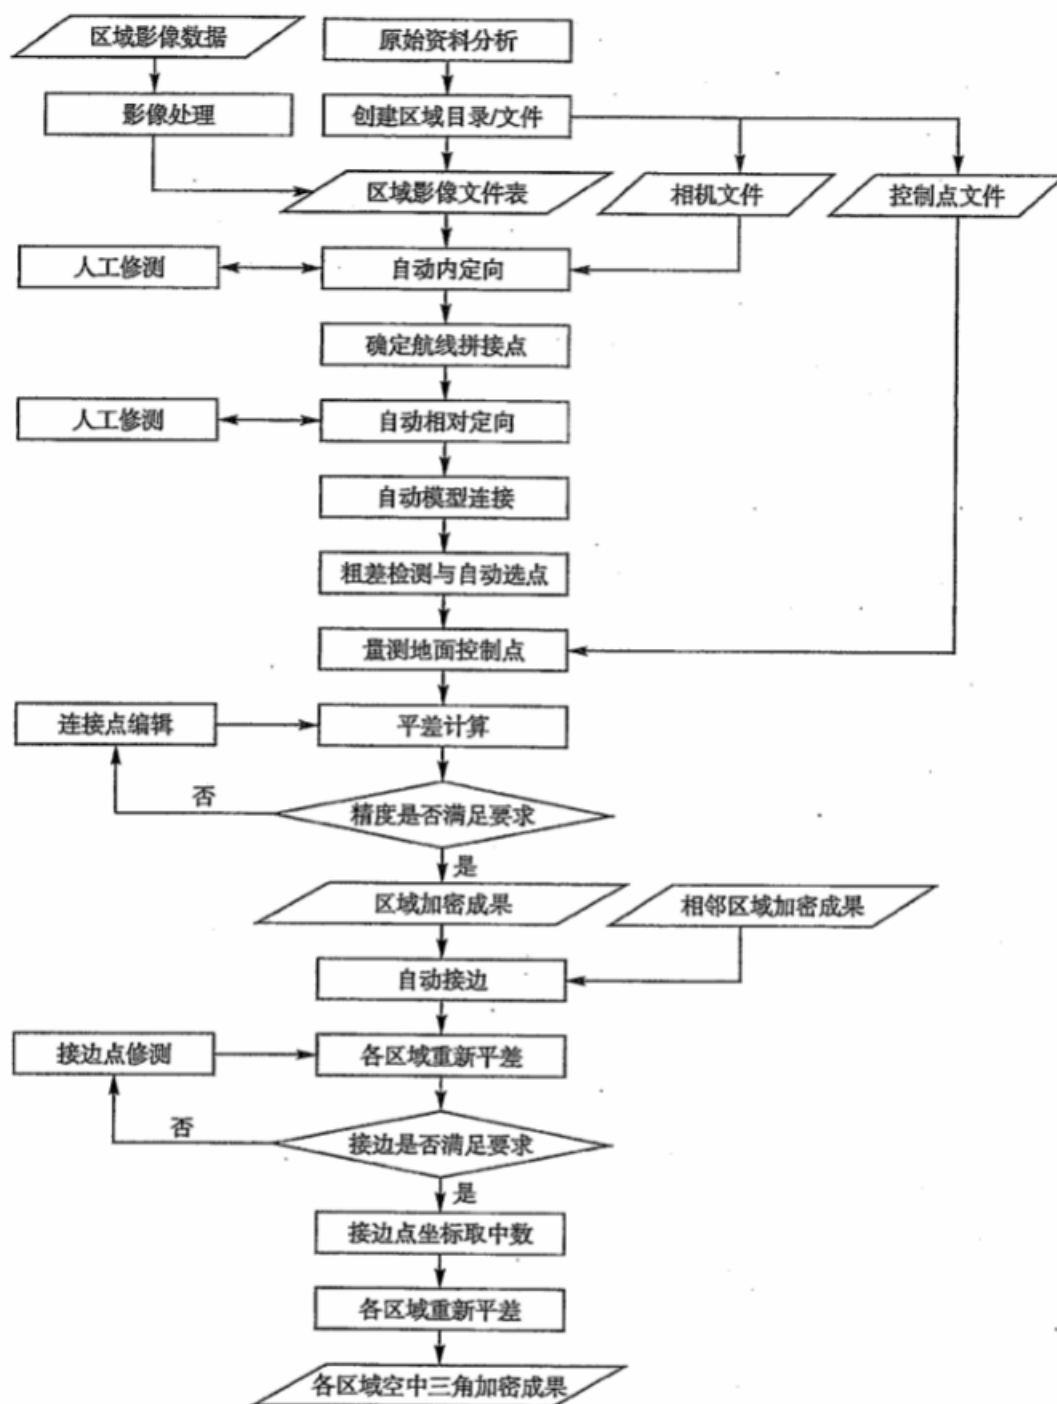 区域影像数据
原始资料分析
影像处理
创建区域目录/文件
区域影像文件表
相机文件
控制点文件
人工修测
自动内定向
确定航线拼接点
人工修测
自动相对定向
自动模型连接
粗差检测与自动选点
量测地面控制点
连接点编辑
平差计算
否
精度是否满足要求
是
区域加密成果
相邻区域加密成果
自动接边
接边点修测
各区域重新平差
否
接边是否满足要求
是
接边点坐标取中数
各区域重新平差
各区域空中三角加密成果